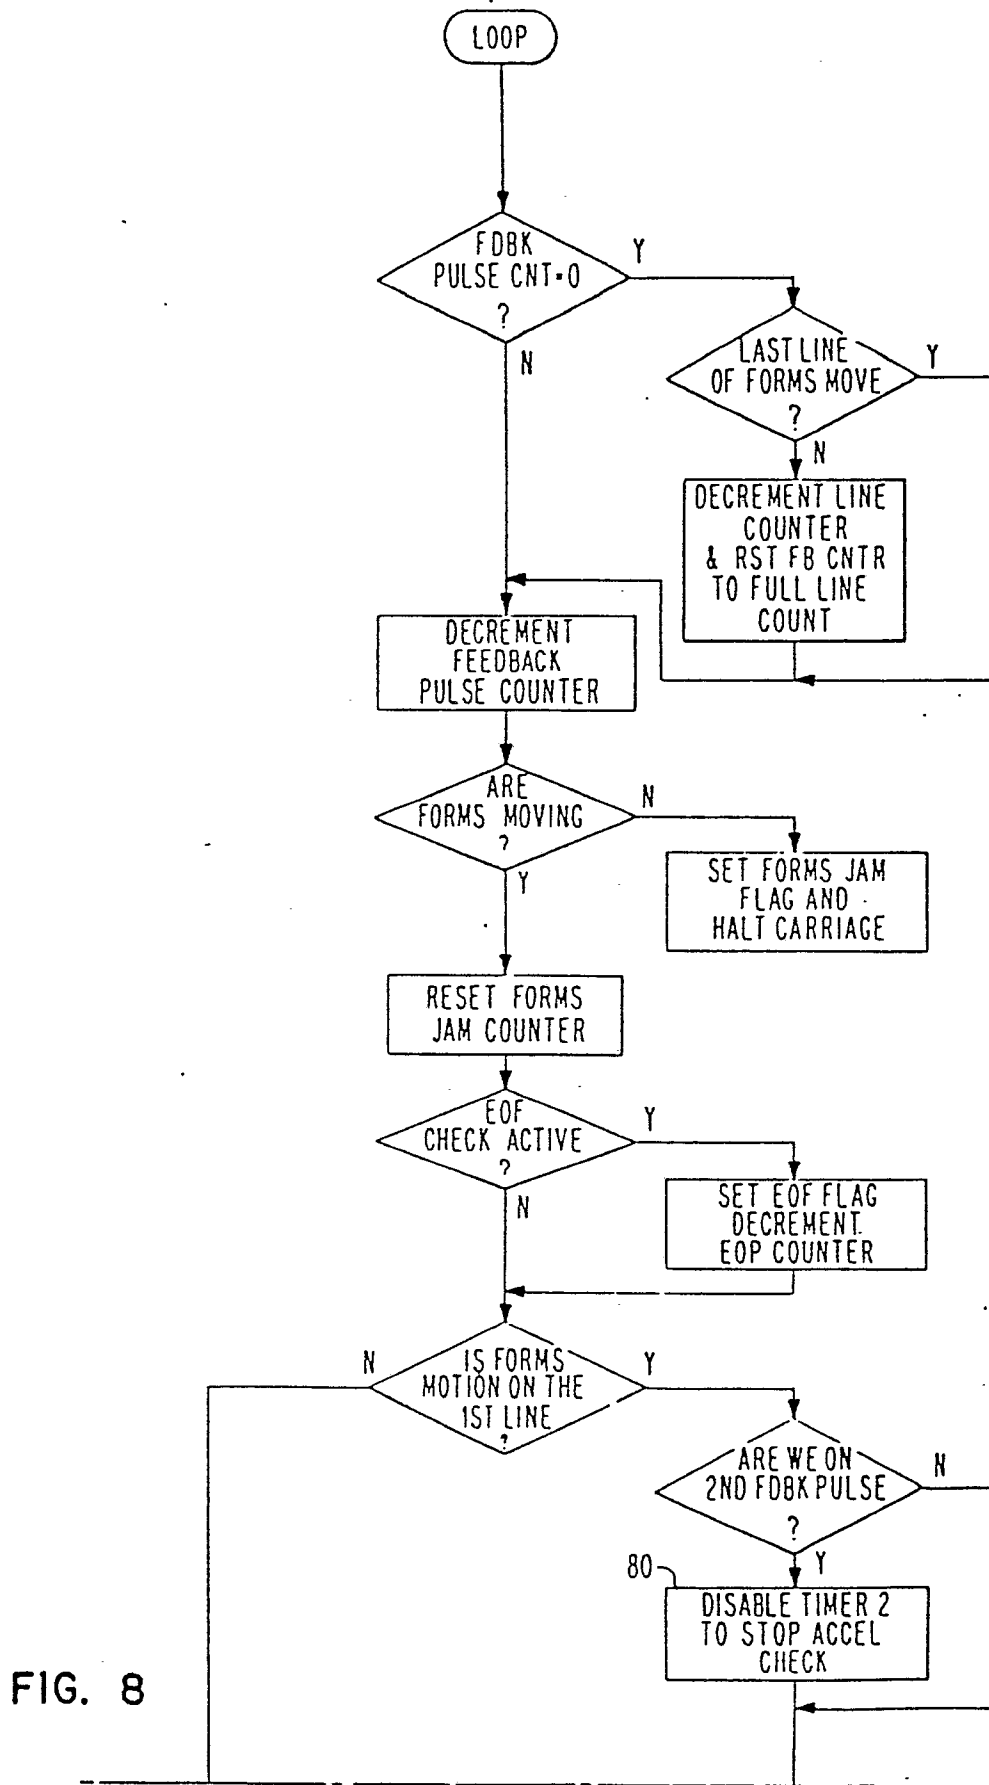 LOOP
FDBK
PULSE CNT=0
?
Y
N
LAST LINE
OF FORMS MOVE
?
Y
N
DECREMENT LINE
COUNTER
& RST FB CNTR
TO FULL LINE
COUNT
DECREMENT
FEEDBACK
PULSE COUNTER
ARE
FORMS MOVING
?
N
Y
SET FORMS JAM
FLAG AND
HALT CARRIAGE
RESET FORMS
JAM COUNTER
EOF
CHECK ACTIVE
?
Y
N
SET EOF FLAG
DECREMENT
EOP COUNTER
IS FORMS
MOTION ON THE
1ST LINE
?
N
Y
ARE WE ON
2ND FDBK PULSE
?
N
Y
80
DISABLE TIMER 2
TO STOP ACCEL
CHECK
FIG. 8